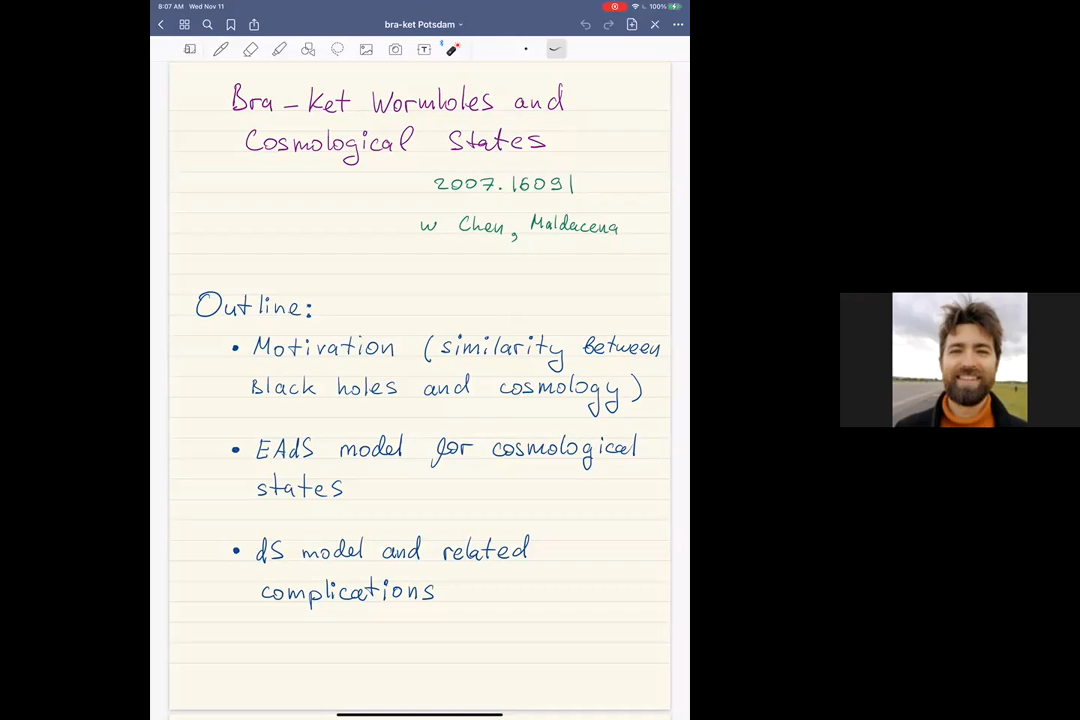 8:07 AM Wed Nov 11
100%
bra-ket Potsdam
Bra-Ket Wormholes and
Cosmological States
2007.16091
w Chen, Maldacena
Outline:
• Motivation (similarity between
Black holes and cosmology)
• EAdS model for cosmological
states
• dS model and related
complications